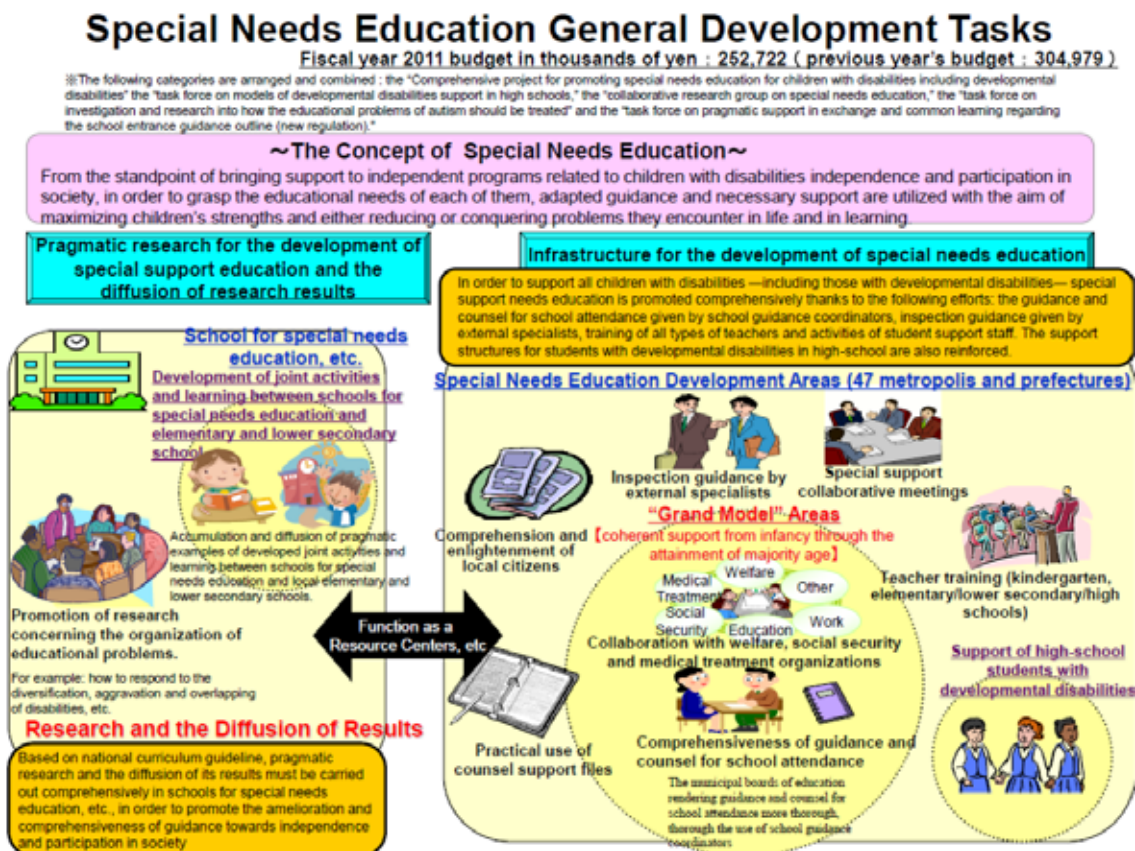 Special Needs Education General Development Tasks
Fiscal year 2011 budget in thousands of yen : 252,722 ( previous year's budget : 304,979 )
※The following categories are arranged and combined : the "Comprehensive project for promoting special needs education for children with disabilities including developmental
disabilities" the "task force on models of developmental disabilities support in high schools," the "collaborative research group on special needs education," the "task force on
investigation and research into how the educational problems of autism should be treated" and the "task force on pragmatic support in exchange and common learning regarding
the school entrance guidance outline (new regulation)."
～The Concept of Special Needs Education～
From the standpoint of bringing support to independent programs related to children with disabilities independence and participation in
society, in order to grasp the educational needs of each of them, adapted guidance and necessary support are utilized with the aim of
maximizing children's strengths and either reducing or conquering problems they encounter in life and in learning.
Pragmatic research for the development of
special support education and the
diffusion of research results
School for special needs
education, etc.
Development of joint activities
and learning between schools for
special needs education and
elementary and lower secondary
school
Accumulation and diffusion of pragmatic
examples of developed joint activities and
learning between schools for special
needs education and local elementary and
lower secondary schools.
Promotion of research
concerning the organization of
educational problems.
For example: how to respond to the
diversification, aggravation and overlapping
of disabilities, etc.
Research and the Diffusion of Results
Based on national curriculum guideline, pragmatic
research and the diffusion of its results must be carried
out comprehensively in schools for special needs
education, etc., in order to promote the amelioration and
comprehensiveness of guidance towards independence
and participation in society
Function as a
Resource Centers, etc
Infrastructure for the development of special needs education
In order to support all children with disabilities —including those with developmental disabilities— special
support needs education is promoted comprehensively thanks to the following efforts: the guidance and
counsel for school attendance given by school guidance coordinators, inspection guidance given by
external specialists, training of all types of teachers and activities of student support staff. The support
structures for students with developmental disabilities in high-school are also reinforced.
Special Needs Education Development Areas (47 metropolis and prefectures)
Inspection guidance by
external specialists
Special support
collaborative meetings
Comprehension and
enlightenment of
local citizens
"Grand Model" Areas
【coherent support from infancy through the
attainment of majority age】
Medical
Treatment
Welfare
Other
Social
Security
Education
Work
Collaboration with welfare, social security
and medical treatment organizations
Teacher training (kindergarten,
elementary/lower secondary/high
schools)
Support of high-school
students with
developmental disabilities
Practical use of
counsel support files
Comprehensiveness of guidance and
counsel for school attendance
The municipal boards of education
rendering guidance and counsel for
school attendance more thorough,
thorough the use of school guidance
coordinators